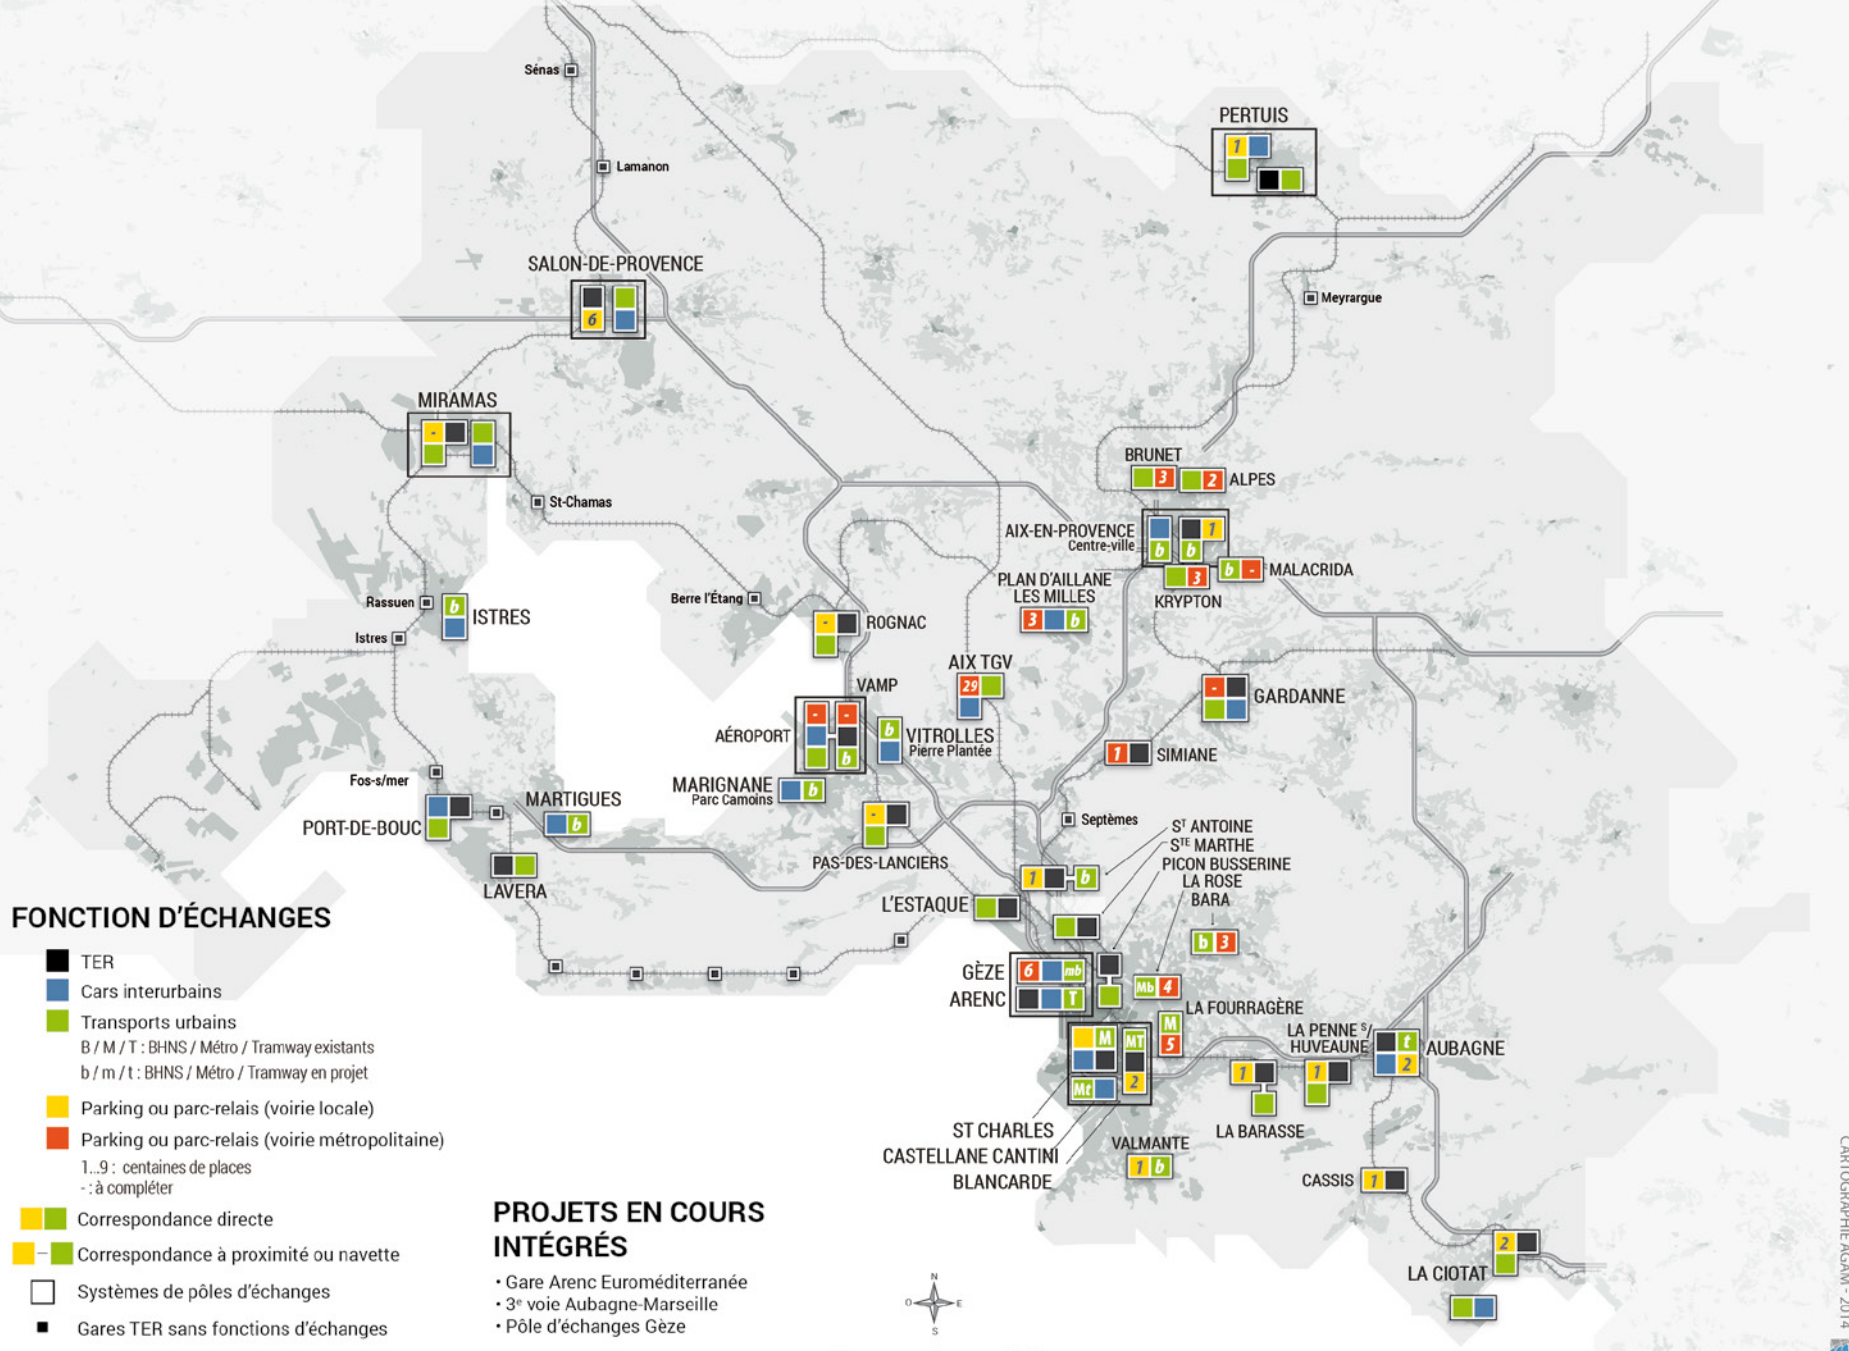 Sénas
PERTUIS
1
Lamanon
SALON-DE-PROVENCE
6
Meyrargue
MIRAMAS
-
St-Chamas
BRUNET
3
2
ALPES
AIX-EN-PROVENCE
Centre-ville
1
b
b
3
b
-
MALACRIDA
KRYPTON
PLAN D'AILLANE
LES MILLES
3
b
Rassuen
b
ISTRES
Istres
Berre l'Étang
-
ROGNAC
AIX TGV
29
VAMP
-
-
AÉROPORT
b
b
VITROLLES
Pierre Plantée
-
GARDANNE
1
SIMIANE
MARIGNANE
Parc Camoins
b
Fos-s/mer
PORT-DE-BOUC
MARTIGUES
b
-
PAS-DES-LANCIERS
Septèmes
LAVERA
ST ANTOINE
STE MARTHE
PICON BUSSERINE
LA ROSE
BARA
1
b
L'ESTAQUE
b
3
GÈZE
6
mb
ARENC
T
Mb
4
LA FOURRAGÈRE
M
5
M
MT
2
Mt
LA PENNE S/
HUVEAUNE
t
2
AUBAGNE
1
1
LA BARASSE
ST CHARLES
CASTELLANE CANTINI
BLANCARDE
VALMANTE
1
b
CASSIS
1
2
LA CIOTAT
FONCTION D'ÉCHANGES
TER
Cars interurbains
Transports urbains
B / M / T : BHNS / Métro / Tramway existants
b / m / t : BHNS / Métro / Tramway en projet
Parking ou parc-relais (voirie locale)
Parking ou parc-relais (voirie métropolitaine)
1...9 : centaines de places
- : à compléter
Correspondance directe
Correspondance à proximité ou navette
Systèmes de pôles d'échanges
Gares TER sans fonctions d'échanges
PROJETS EN COURS
INTÉGRÉS
• Gare Arenc Euroméditerranée
• 3e voie Aubagne-Marseille
• Pôle d'échanges Gèze
N
O
E
S
CARTOGRAPHIE AGAM - 2014